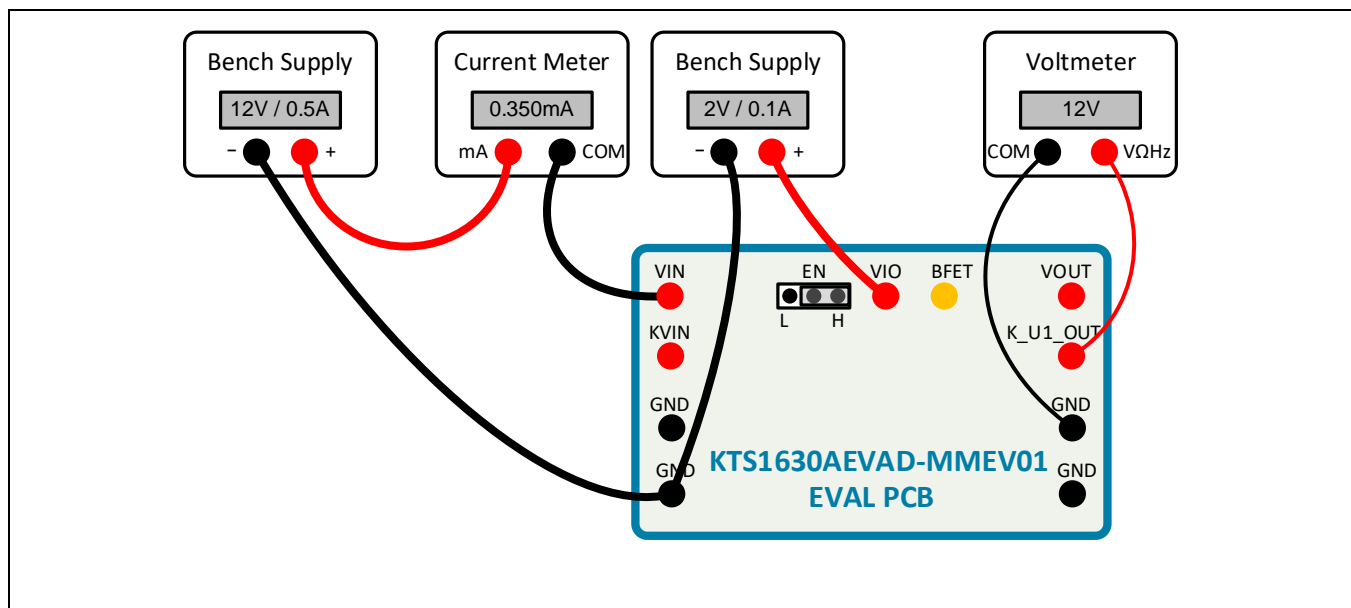 Bench Supply
12V / 0.5A
− +
Current Meter
0.350mA
mA COM
Bench Supply
2V / 0.1A
− +
Voltmeter
12V
COM VΩHz
VIN EN VIO BFET VOUT
L H
KVIN K_U1_OUT
GND GND
KTS1630AEVAD-MMEV01
GND GND
EVAL PCB